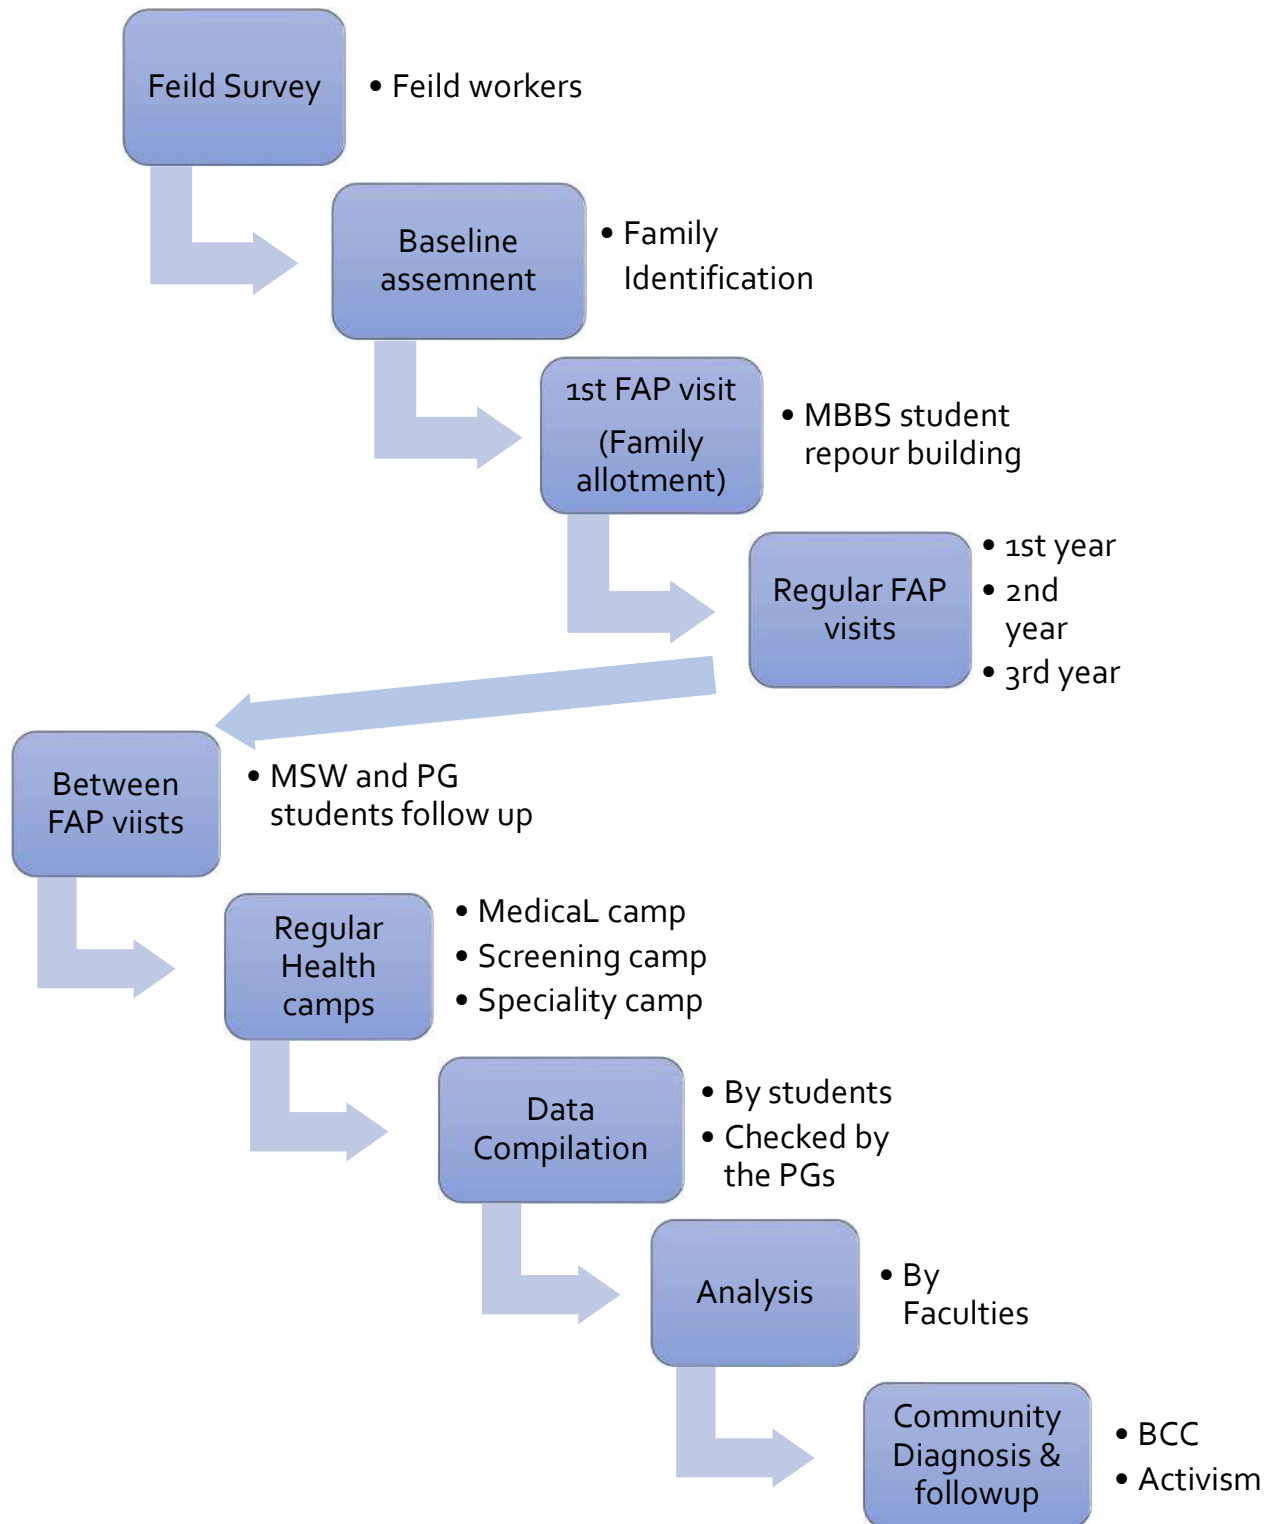 Feild Survey
• Feild workers
Baseline
assemnent
• Family
Identification
1st FAP visit
(Family
allotment)
• MBBS student
repour building
Regular FAP
visits
• 1st year
• 2nd
year
• 3rd year
Between
FAP viists
• MSW and PG
students follow up
Regular
Health
camps
• MedicaL camp
• Screening camp
• Speciality camp
Data
Compilation
• By students
• Checked by
the PGs
Analysis
• By
Faculties
Community
Diagnosis &
followup
• BCC
• Activism